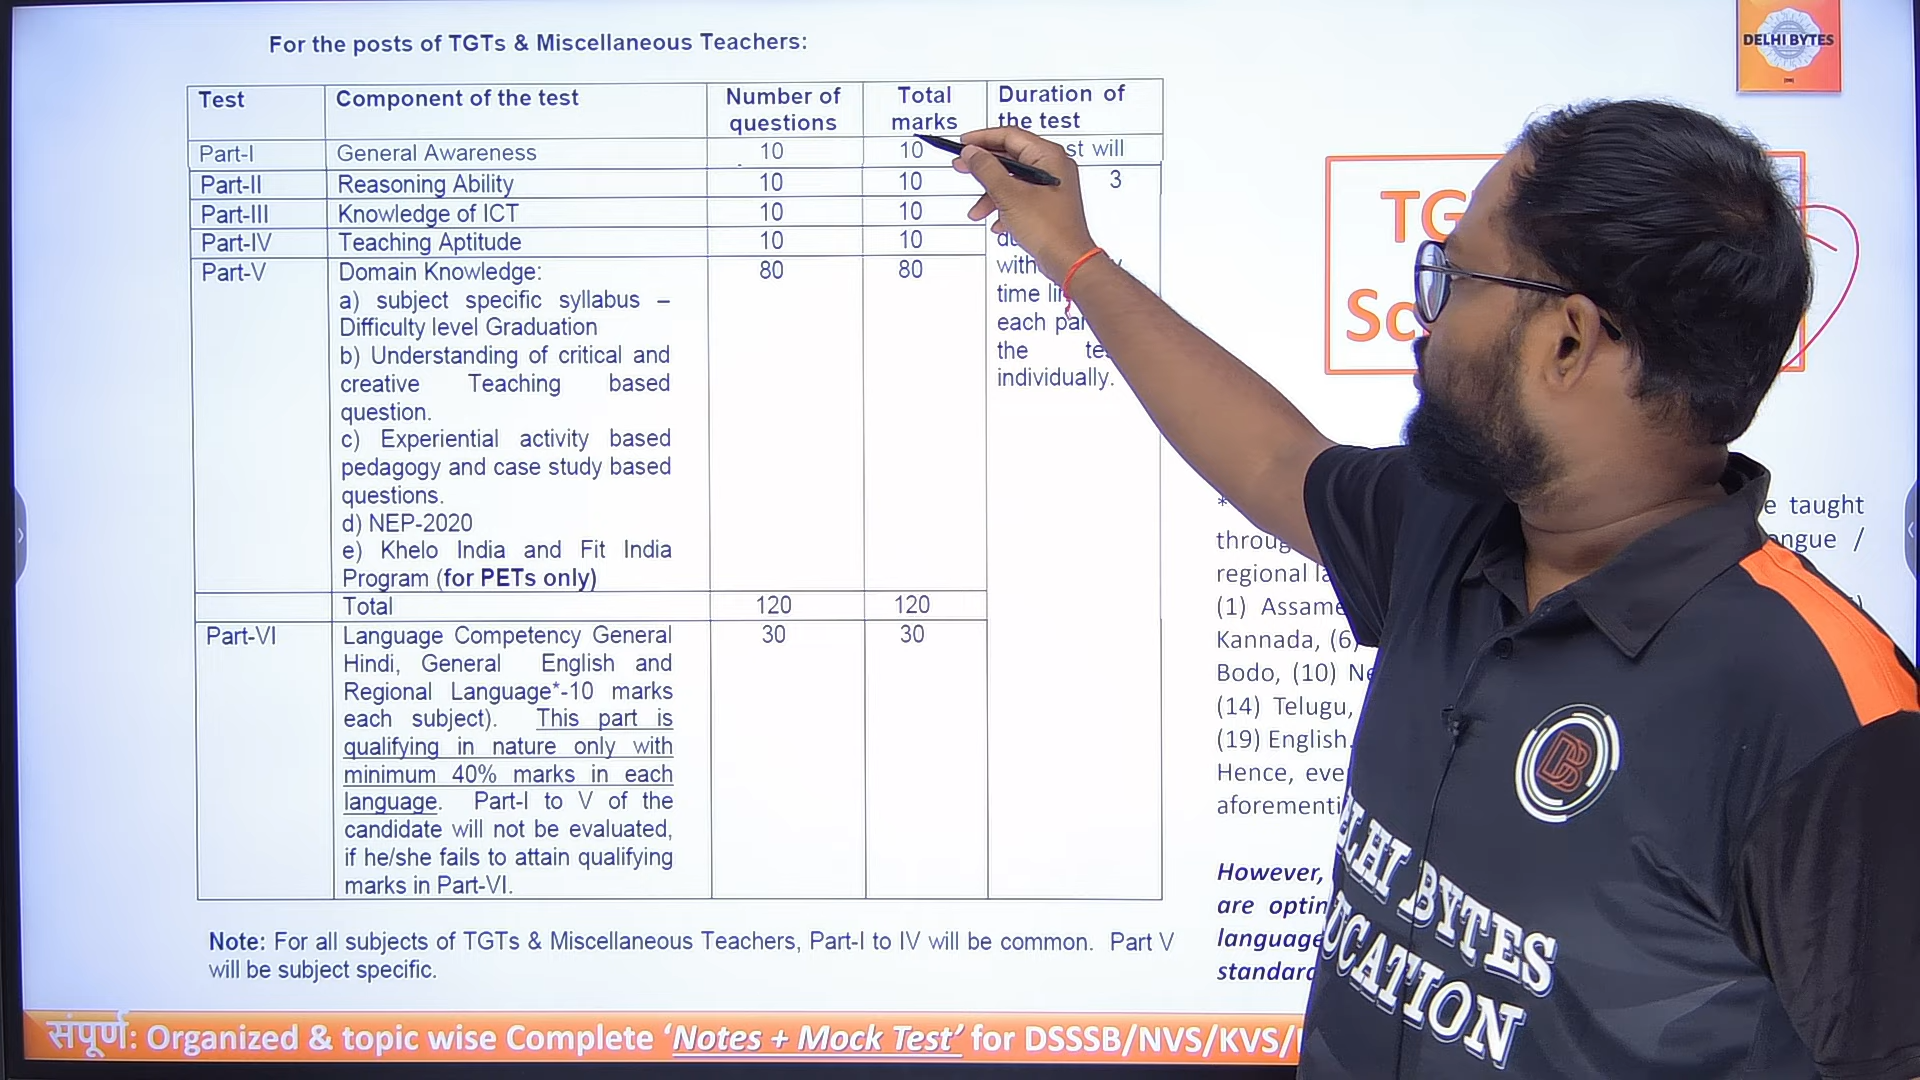 For the posts of TGTs & Miscellaneous Teachers:
DELHI BYTES
Test Component of the test Number of questions Total marks Duration of the test
Part-I General Awareness 10 10 will
Part-II Reasoning Ability 10 10 3
Part-III Knowledge of ICT 10 10
Part-IV Teaching Aptitude 10 10
Part-V Domain Knowledge: 80 80
time
each
the
individually.
a) subject specific syllabus –
Difficulty level Graduation
b) Understanding of critical and
creative Teaching based
question.
c) Experiential activity based
pedagogy and case study based
questions.
d) NEP-2020
e) Khelo India and Fit India
Program (for PETs only)
Total 120 120
Part-VI Language Competency General 30 30
Hindi, General English and
Regional Language*-10 marks
each subject). This part is
qualifying in nature only with
minimum 40% marks in each
language. Part-I to V of the
candidate will not be evaluated,
if he/she fails to attain qualifying
marks in Part-VI.
Note: For all subjects of TGTs & Miscellaneous Teachers, Part-I to IV will be common. Part V
will be subject specific.
* taught
/
regional
(1)
Kannada, (6)
Bodo, (10)
(14) Telugu,
(19) English.
Hence,
However,
are
DB
BYTES
संपूर्ण: Organized & topic wise Complete ‘Notes + Mock Test’ for DSSSB/NVS/KVS/